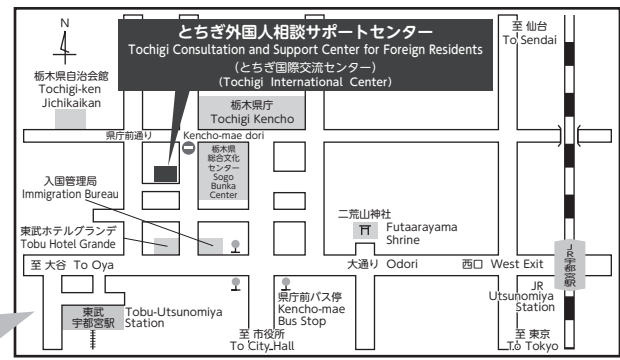 N
とちぎ外国人相談サポートセンター
Tochigi Consultation and Support Center for Foreign Residents
(とちぎ国際交流センター)
(Tochigi International Center)
至 仙台
To Sendai
栃木県自治会館
Tochigi-ken
Jichikaikan
栃木県庁
Tochigi Kencho
県庁前通り
Kencho-mae dori
栃木県
総合文化
センター
Sogo
Bunka
Center
入国管理局
Immigration Bureau
二荒山神社
Futaarayama
Shrine
東武ホテルグランデ
Tobu Hotel Grande
至 大谷 To Oya
大通り Odori
西口 West Exit
JR宇都宮駅
JR
Utsunomiya
Station
東武
宇都宮駅
Tobu-Utsunomiya
Station
県庁前バス停
Kencho-mae
Bus Stop
至 市役所
To City Hall
至 東京
To Tokyo